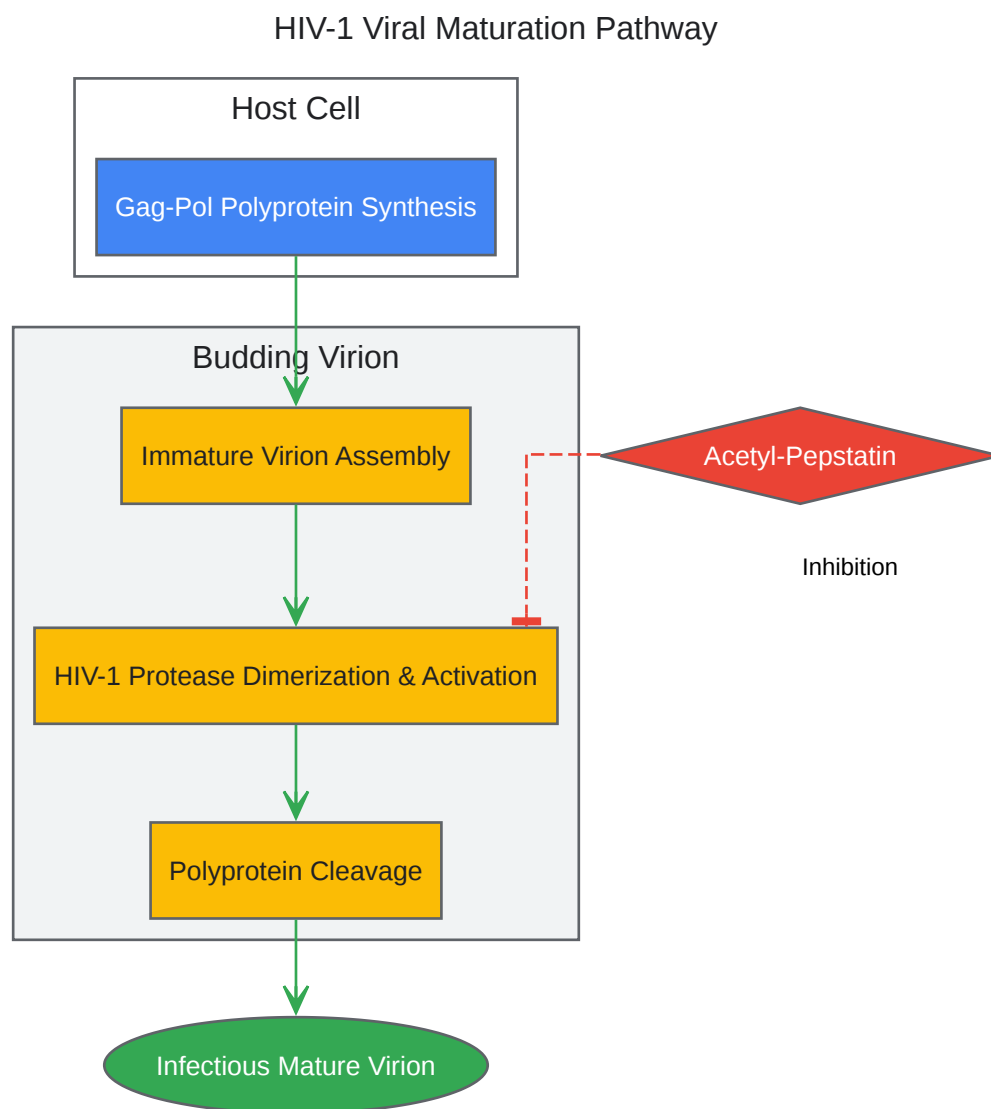 HIV-1 Viral Maturation Pathway
Host Cell
Gag-Pol Polyprotein Synthesis
Budding Virion
Immature Virion Assembly
Acetyl-Pepstatin
Inhibition
HIV-1 Protease Dimerization & Activation
Polyprotein Cleavage
Infectious Mature Virion